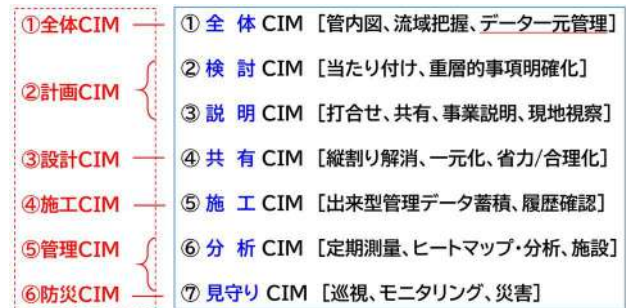 ①全体CIM
① 全 体 CIM [管内図、流域把握、データ一元管理]
② 検 討 CIM [当たり付け、重層的事項明確化]
②計画CIM
③ 説 明 CIM [打合せ、共有、事業説明、現地視察]
③設計CIM
④ 共 有 CIM [縦割り解消、一元化、省力/合理化]
④施工CIM
⑤ 施 工 CIM [出来型管理データ蓄積、履歴確認]
⑤管理CIM
⑥ 分 析 CIM [定期測量、ヒートマップ・分析、施設]
⑥防災CIM
⑦ 見守り CIM [巡視、モニタリング、災害]